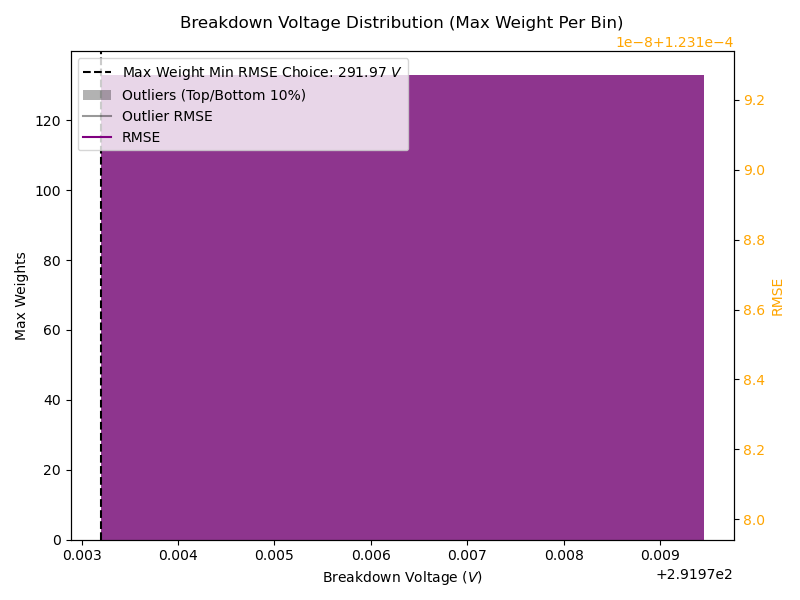 Breakdown Voltage Distribution (Max Weight Per Bin)
1e−8+1.231e−4
Max Weight Min RMSE Choice: 291.97 V
Outliers (Top/Bottom 10%)
Outlier RMSE
RMSE
Max Weights
120
100
80
60
40
20
0
9.2
9.0
8.8
8.6
8.4
8.2
8.0
RMSE
0.003 0.004 0.005 0.006 0.007 0.008 0.009
+2.9197e2
Breakdown Voltage (V)